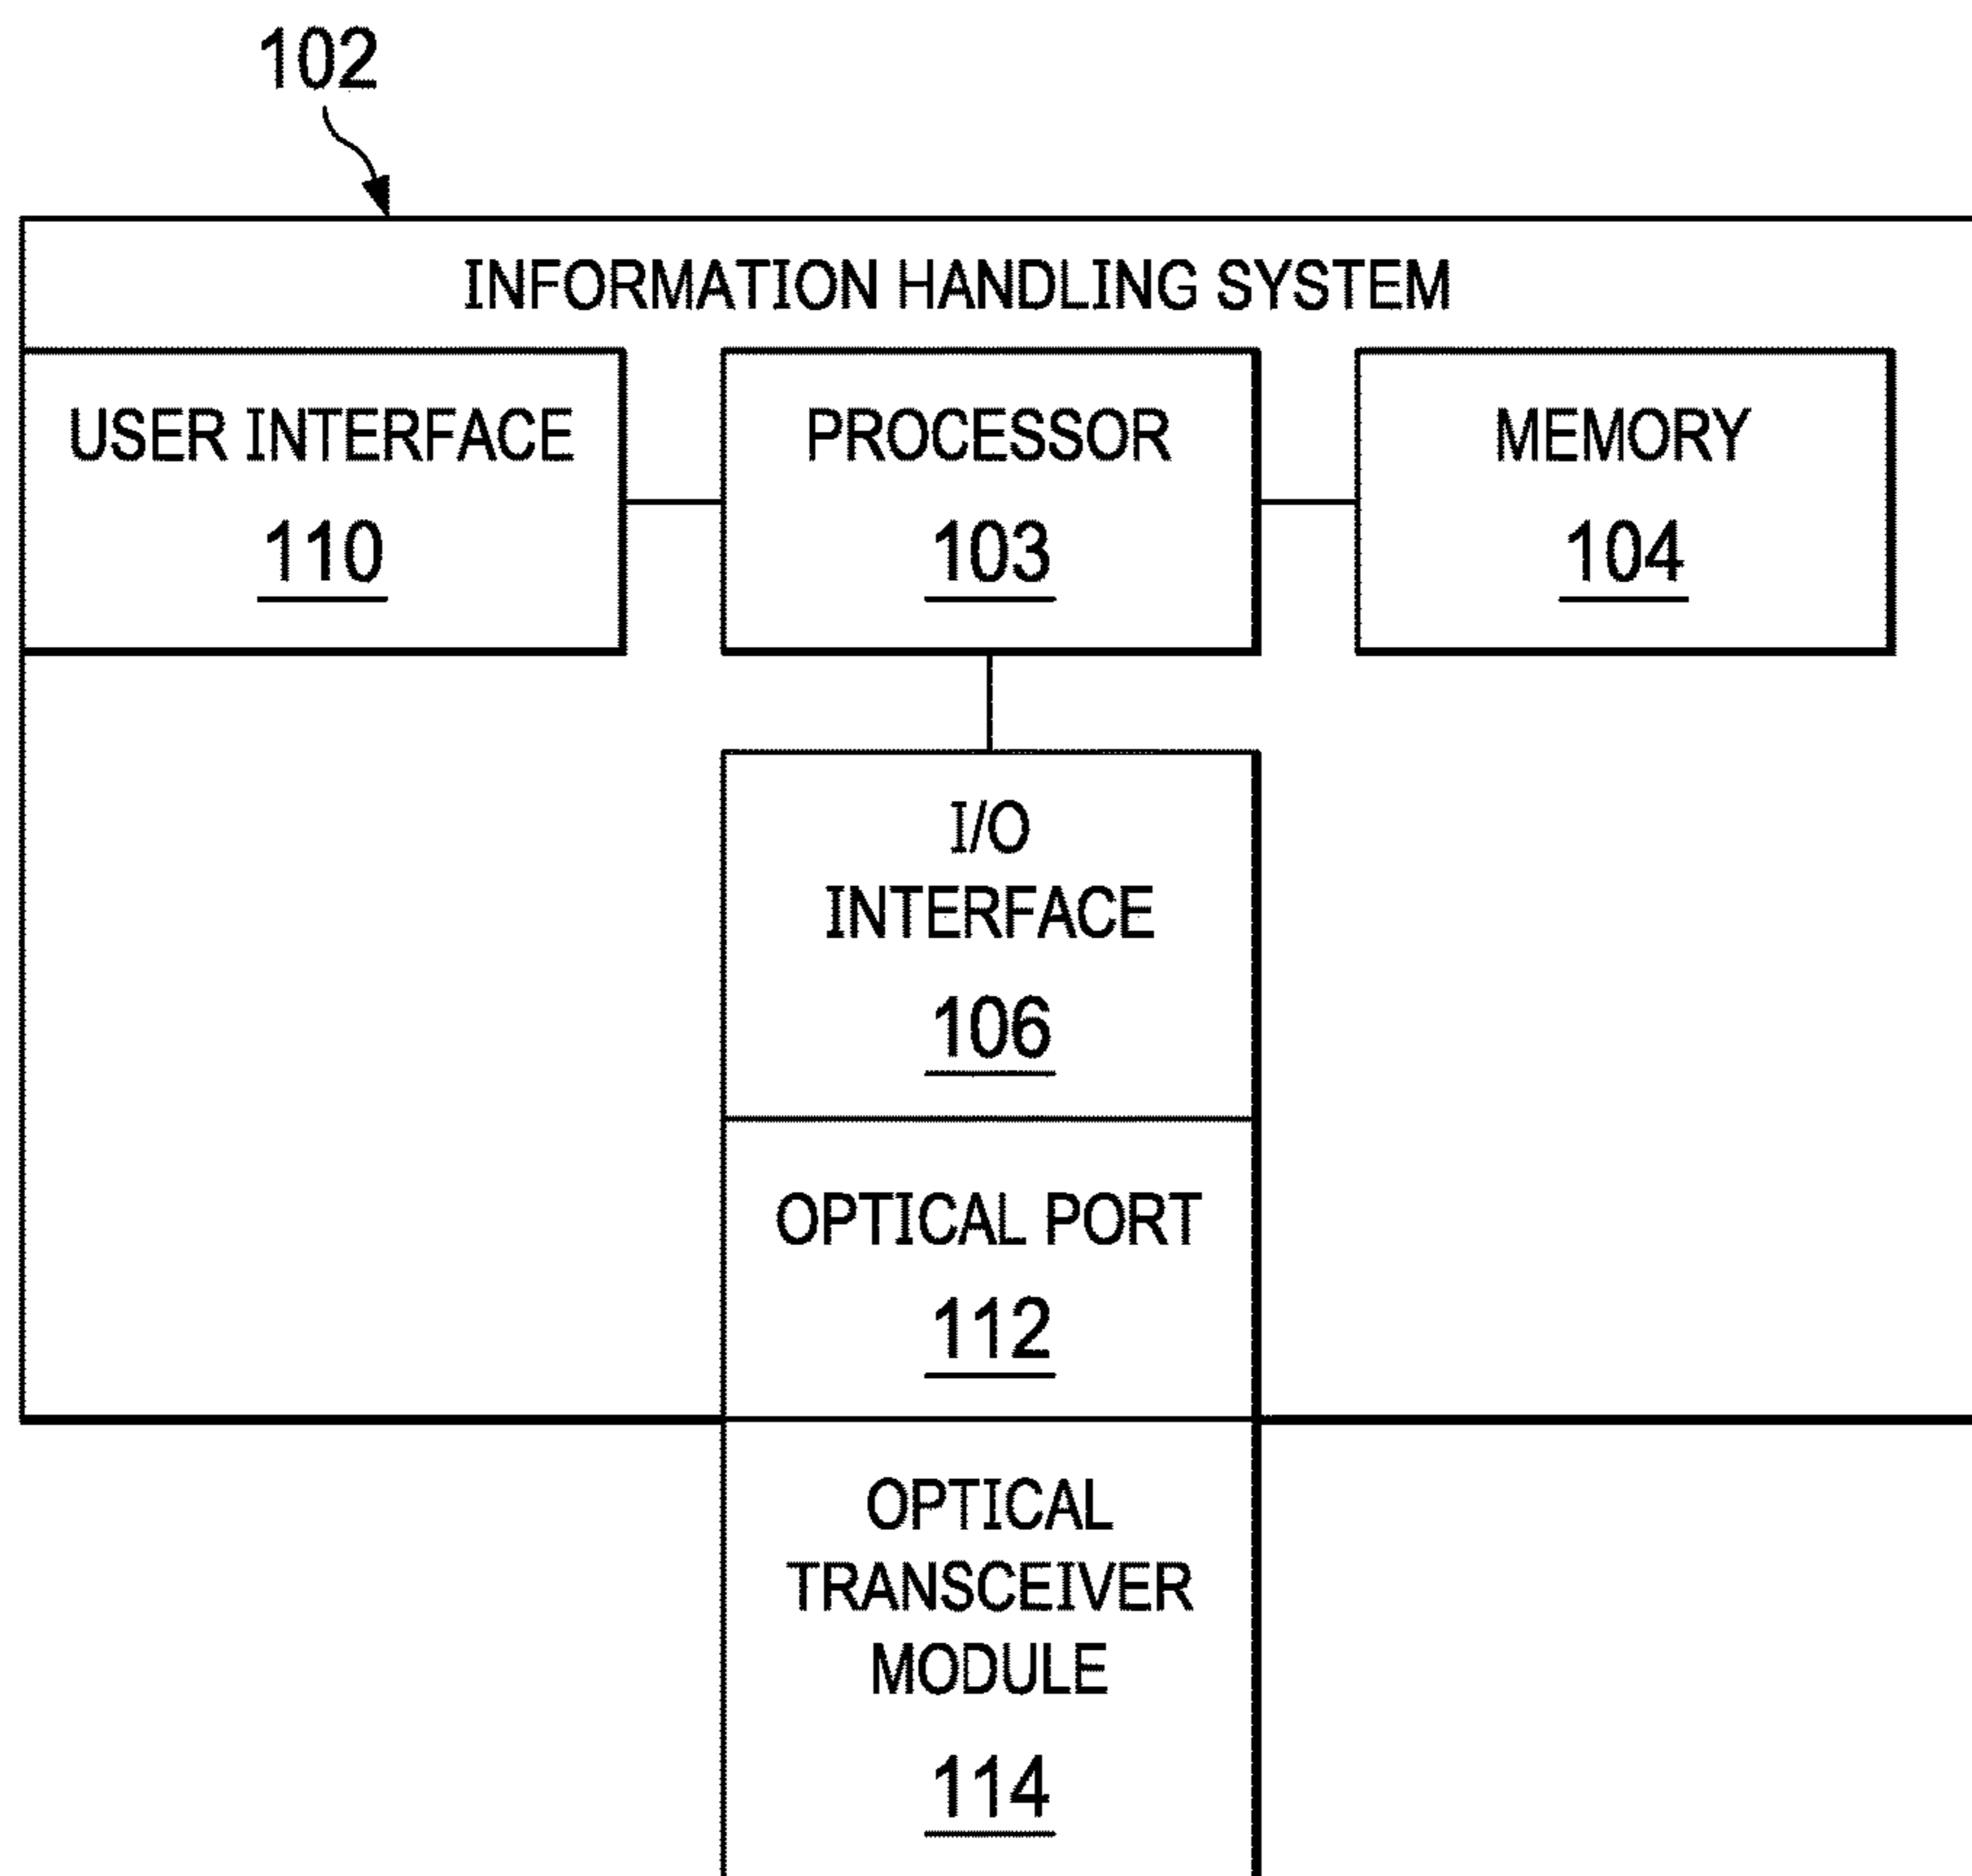 102
INFORMATION HANDLING SYSTEM
USER INTERFACE
110
PROCESSOR
103
MEMORY
104
I/O
INTERFACE
106
OPTICAL PORT
112
OPTICAL
TRANSCEIVER
MODULE
114